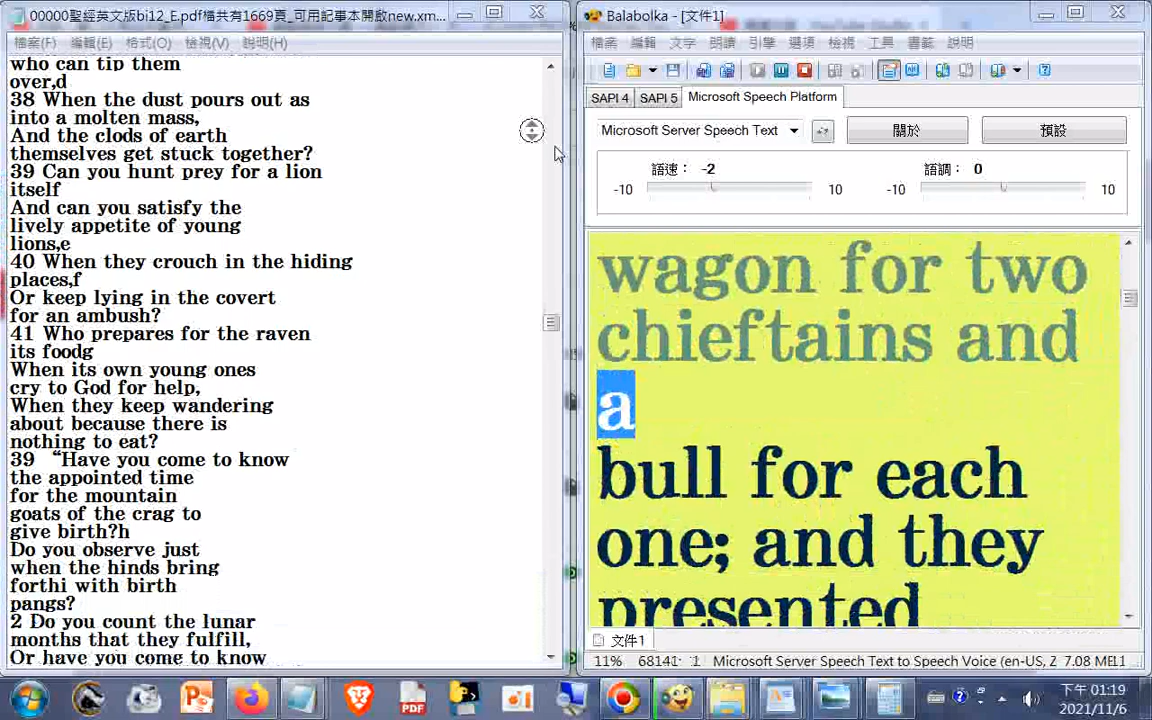 00000聖經英文版bi12_E.pdf檔共有1669頁_可用記事本開啟new.xm...
檔案(F) 編輯(E) 格式(O) 檢視(V) 說明(H)
who can tip them
over,d
38 When the dust pours out as
into a molten mass,
And the clods of earth
themselves get stuck together?
39 Can you hunt prey for a lion
itself
And can you satisfy the
lively appetite of young
lions,e
40 When they crouch in the hiding
places,f
Or keep lying in the covert
for an ambush?
41 Who prepares for the raven
its foodg
When its own young ones
cry to God for help,
When they keep wandering
about because there is
nothing to eat?
39 “Have you come to know
the appointed time
for the mountain
goats of the crag to
give birth?h
Do you observe just
when the hinds bring
forthi with birth
pangs?
2 Do you count the lunar
months that they fulfill,
Or have you come to know
Balabolka - [文件1]
檔案 編輯 文字 朗讀 引擎 選項 檢視 工具 書籤 說明
SAPI 4 SAPI 5 Microsoft Speech Platform
Microsoft Server Speech Text 關於 預設
語速： -2 語調： 0
-10 10 -10 10
wagon for two
chieftains and
a
bull for each
one; and they
presented
文件1
11% 68141: 1 Microsoft Server Speech Text to Speech Voice (en-US, Z 7.08 ME11
下午 01:19
2021/11/6